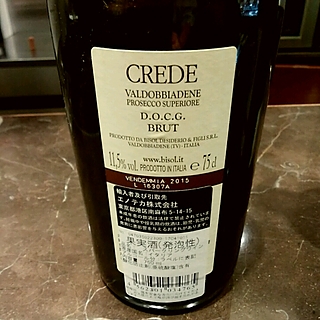 CREDE
VALDOBBIADENE
PROSECCO SUPERIORE
D.O.C.G.
BRUT
PRODOTTO DA BISOL DESIDERIO & FIGLI S.R.L.
VALDOBBIADENE (TV) - ITALIA
www.bisol.it
11,5% vol. PRODOTTO IN ITALIA e 75 cl
VENDEMMIA 2015
L 16307A
輸入者及び引取先
エノテカ株式会社
東京都港区南麻布5-14-15
果実酒(発泡性)